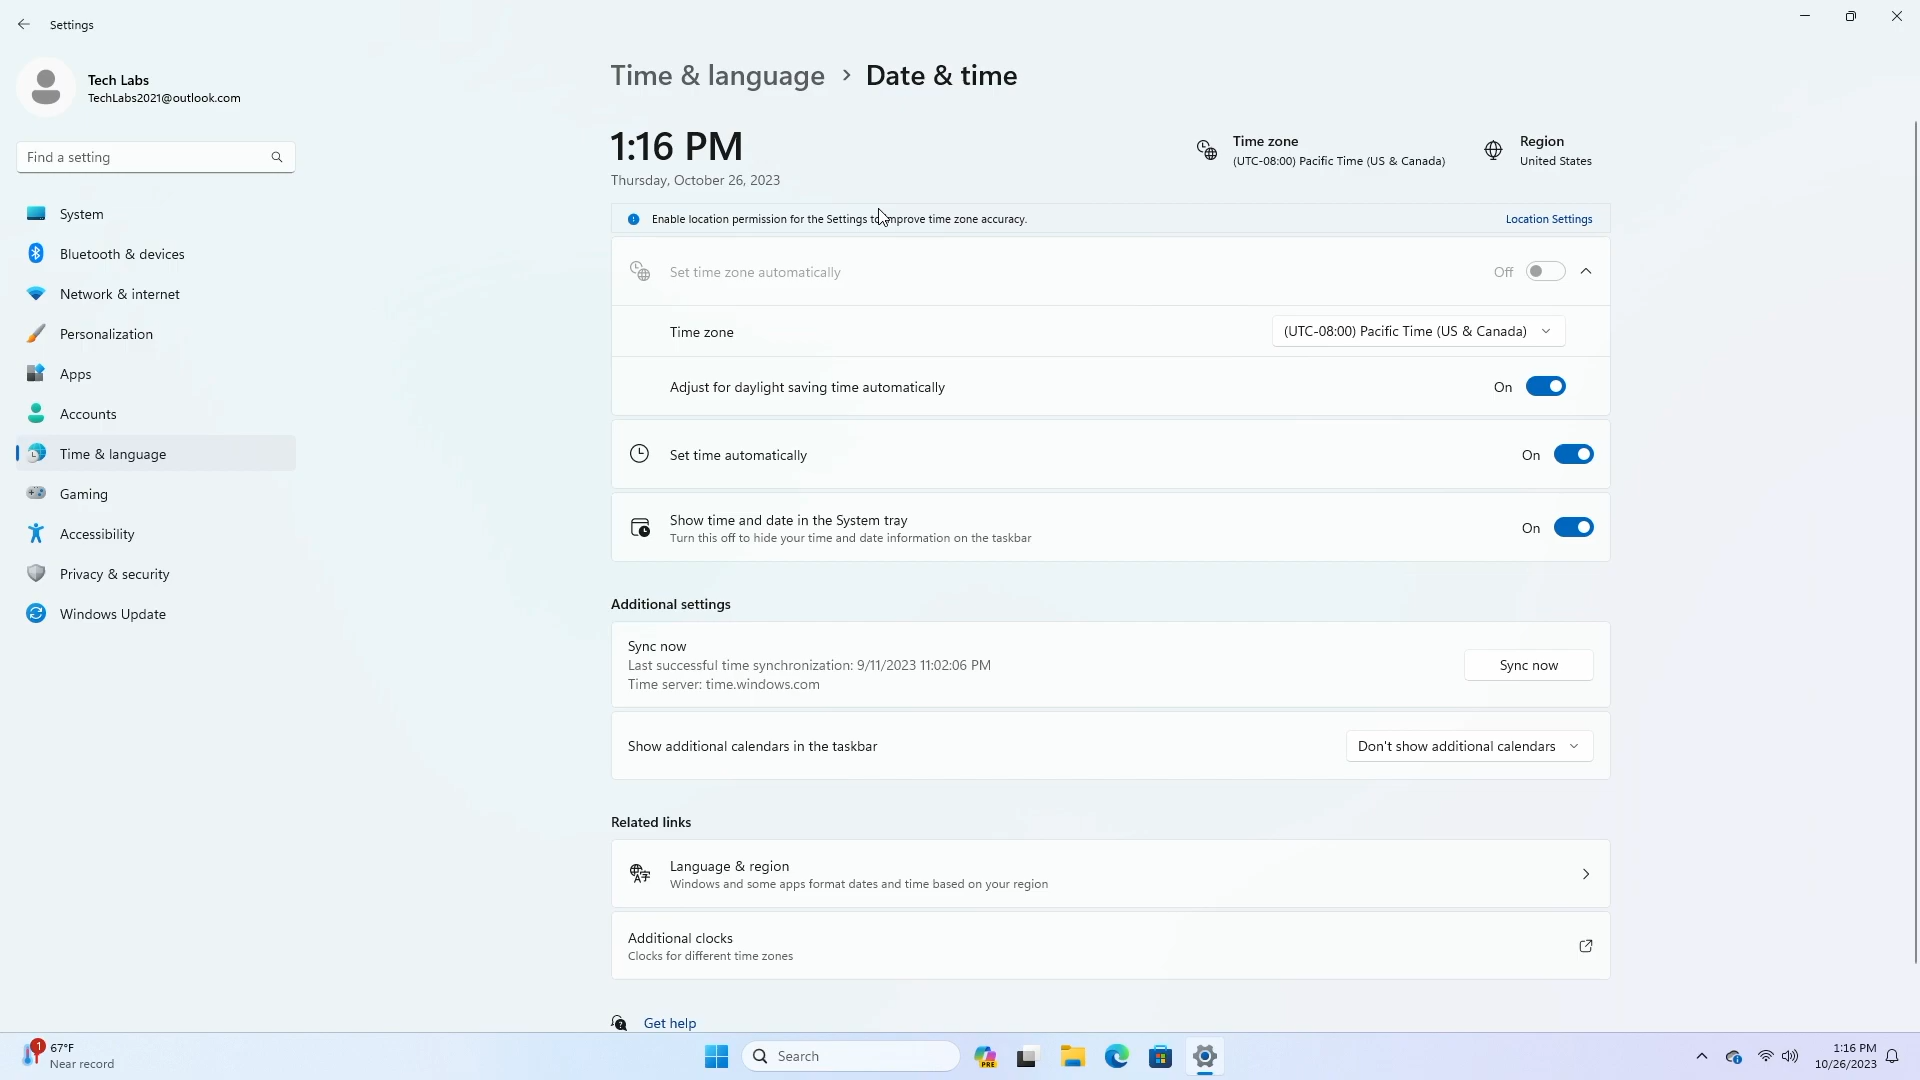 Settings
Tech Labs
TechLabs2021@outlook.com
Find a setting
System
Bluetooth & devices
Network & internet
Personalization
Apps
Accounts
Time & language
Gaming
Accessibility
Privacy & security
Windows Update
Time & language > Date & time
1:16 PM
Thursday, October 26, 2023
Time zone
(UTC-08:00) Pacific Time (US & Canada)
Region
United States
Enable location permission for the Settings to improve time zone accuracy.
Location Settings
Set time zone automatically
Off
Time zone
(UTC-08:00) Pacific Time (US & Canada)
Adjust for daylight saving time automatically
On
Set time automatically
On
Show time and date in the System tray
Turn this off to hide your time and date information on the taskbar
On
Additional settings
Sync now
Last successful time synchronization: 9/11/2023 11:02:06 PM
Time server: time.windows.com
Sync now
Show additional calendars in the taskbar
Don't show additional calendars
Related links
Language & region
Windows and some apps format dates and time based on your region
Additional clocks
Clocks for different time zones
Get help
1
67°F
Near record
Search
PRE
1:16 PM
10/26/2023